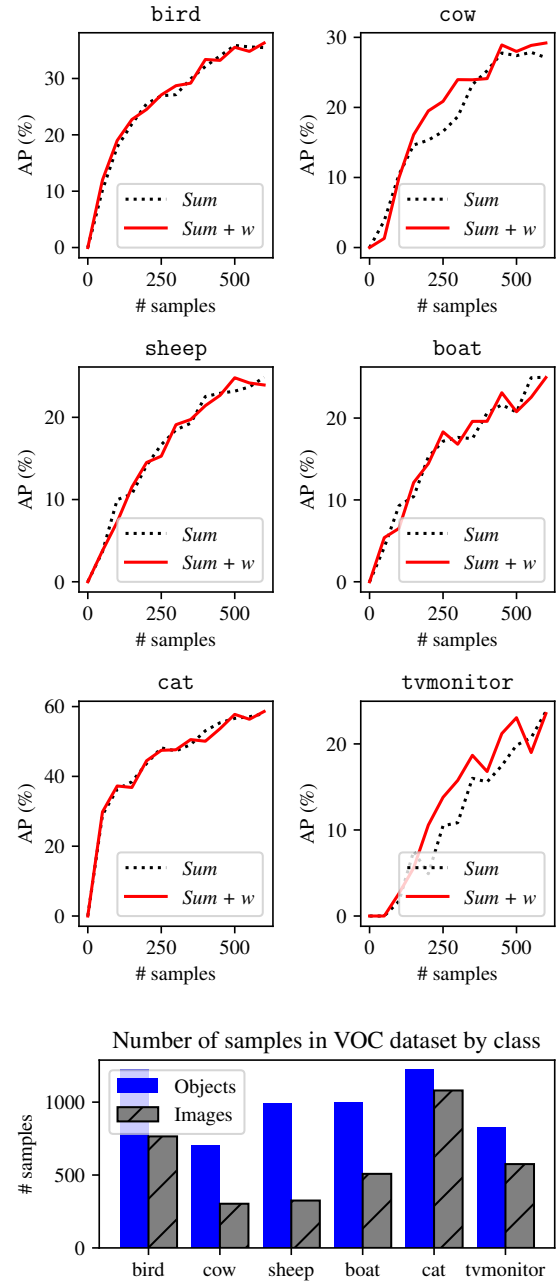 bird
cow
AP (%)
30
20
10
0
Sum
Sum + w
0
250
500
# samples
AP (%)
30
20
10
0
Sum
Sum + w
0
250
500
# samples
sheep
boat
AP (%)
20
10
0
Sum
Sum + w
0
250
500
# samples
AP (%)
20
10
0
Sum
Sum + w
0
250
500
# samples
cat
tvmonitor
AP (%)
60
40
20
0
Sum
Sum + w
0
250
500
# samples
AP (%)
20
10
0
Sum
Sum + w
0
250
500
# samples
Number of samples in VOC dataset by class
# samples
1000
500
0
Objects
Images
bird
cow
sheep
boat
cat
tvmonitor